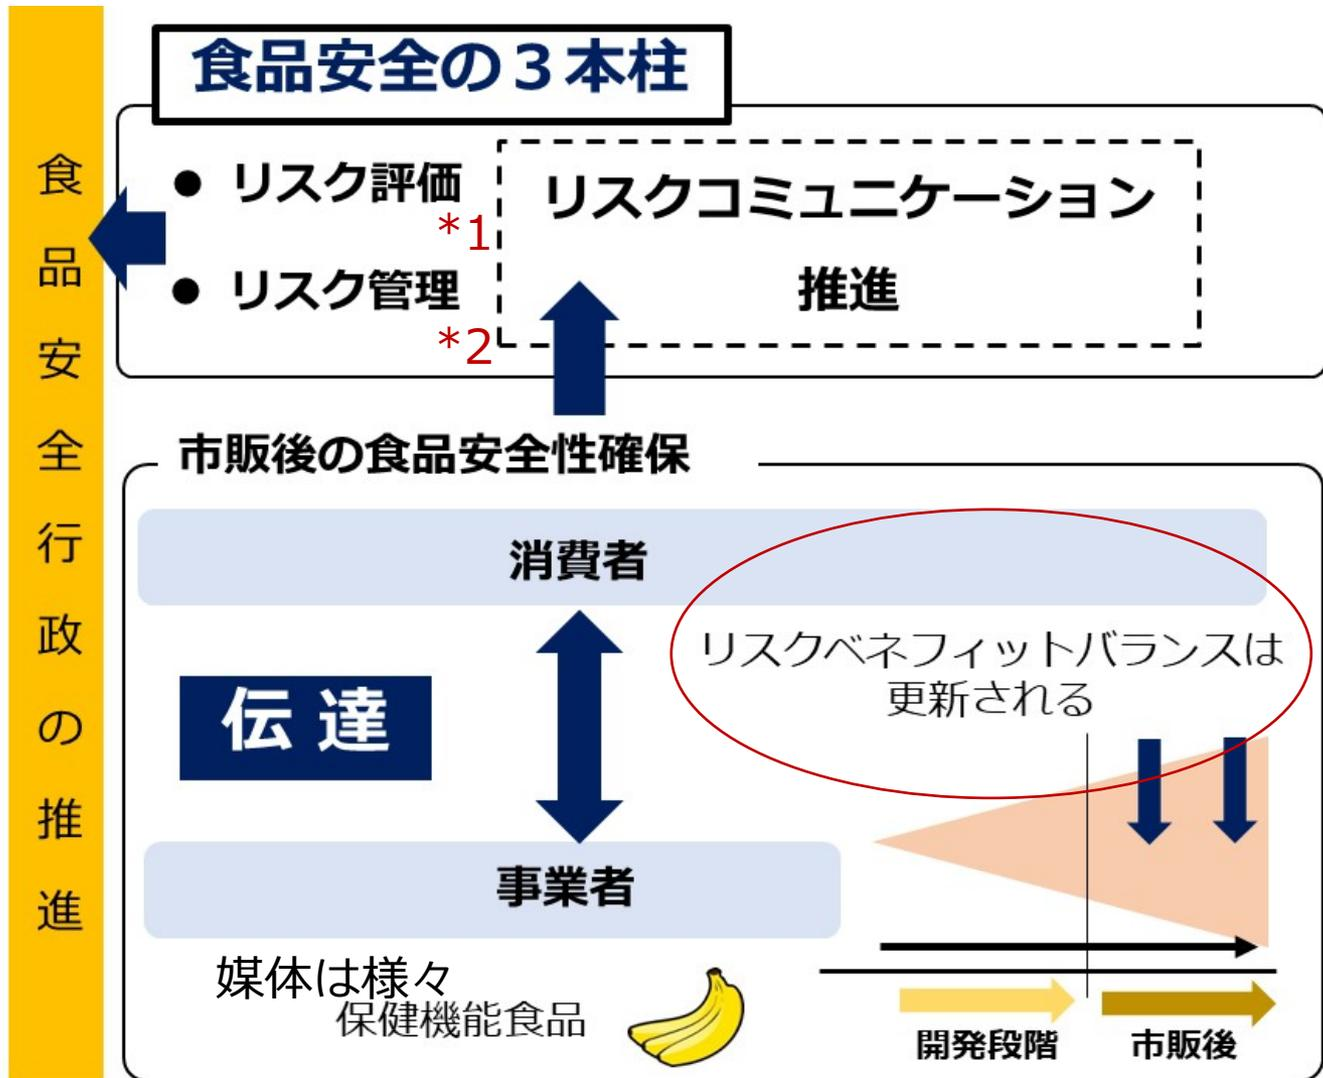 食品安全の３本柱
食品安全行政の推進
● リスク評価
*1
● リスク管理
*2
リスクコミュニケーション
推進
市販後の食品安全性確保
消費者
リスクベネフィットバランスは
更新される
伝達
事業者
媒体は様々
保健機能食品
開発段階
市販後